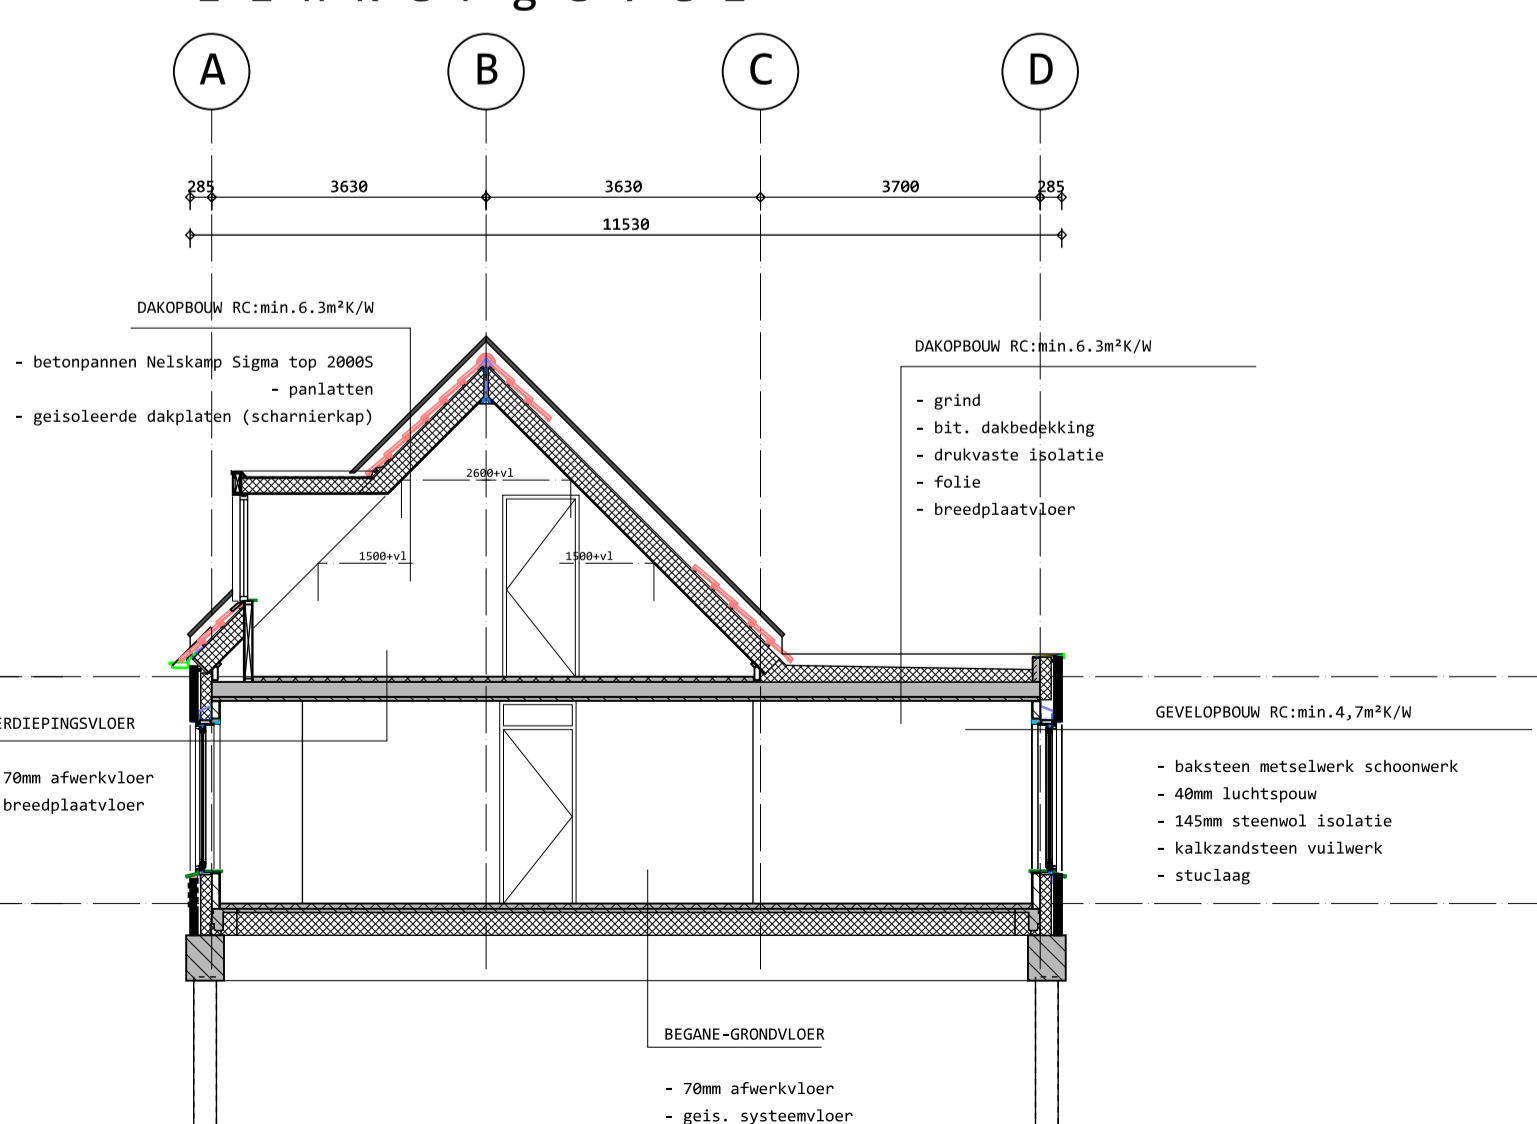 A B C D
285 3630 3630 3700 285
11530
DAKOPBOUW RC:min.6.3m²K/W
- betonpannen Nelskamp Sigma top 2000S
- panlatten
- geisoleerde dakplaten (scharnierkap)
DAKOPBOUW RC:min.6.3m²K/W
- grind
- bit. dakbedekking
- drukvaste isolatie
- folie
- breedplaatvloer
2600+vl
1500+vl 1500+vl
ERDIEPINGSVLOER
70mm afwerkvloer
breedplaatvloer
GEVELOPBOUW RC:min.4,7m²K/W
- baksteen metselwerk schoonwerk
- 40mm luchtspouw
- 145mm steenwol isolatie
- kalkzandsteen vuilwerk
- stuclaag
BEGANE-GRONDVLOER
- 70mm afwerkvloer
- geis. systeemvloer